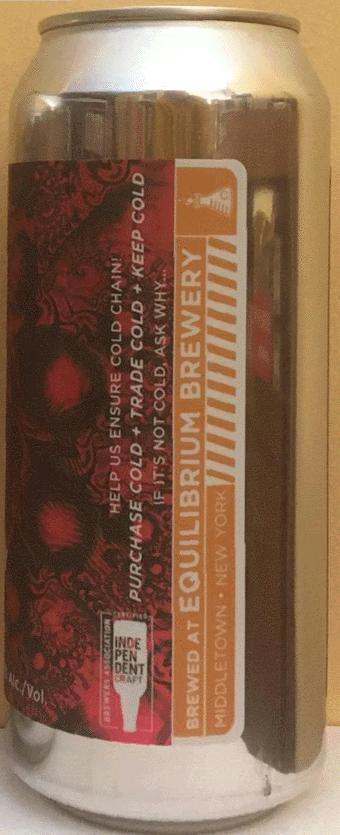 HELP US ENSURE COLD CHAIN!
PURCHASE COLD + TRADE COLD + KEEP COLD
IF IT'S NOT COLD, ASK WHY...
BREWED AT EQUILIBRIUM BREWERY
MIDDLETOWN • NEW YORK
BREWERS ASSOCIATION
CERTIFIED
INDE
PEN
DENT
CRAFT
Alc./Vol.